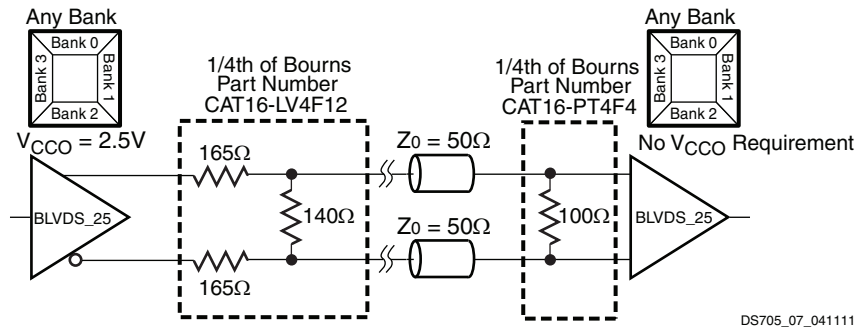 Any Bank
Bank 0
Bank 3
Bank 1
Bank 2
V_CCO = 2.5V
BLVDS_25
1/4th of Bourns
Part Number
CAT16-LV4F12
165Ω
140Ω
165Ω
Z0 = 50Ω
Z0 = 50Ω
1/4th of Bourns
Part Number
CAT16-PT4F4
100Ω
Any Bank
Bank 0
Bank 3
Bank 1
Bank 2
No V_CCO Requirement
BLVDS_25
DS705_07_041111